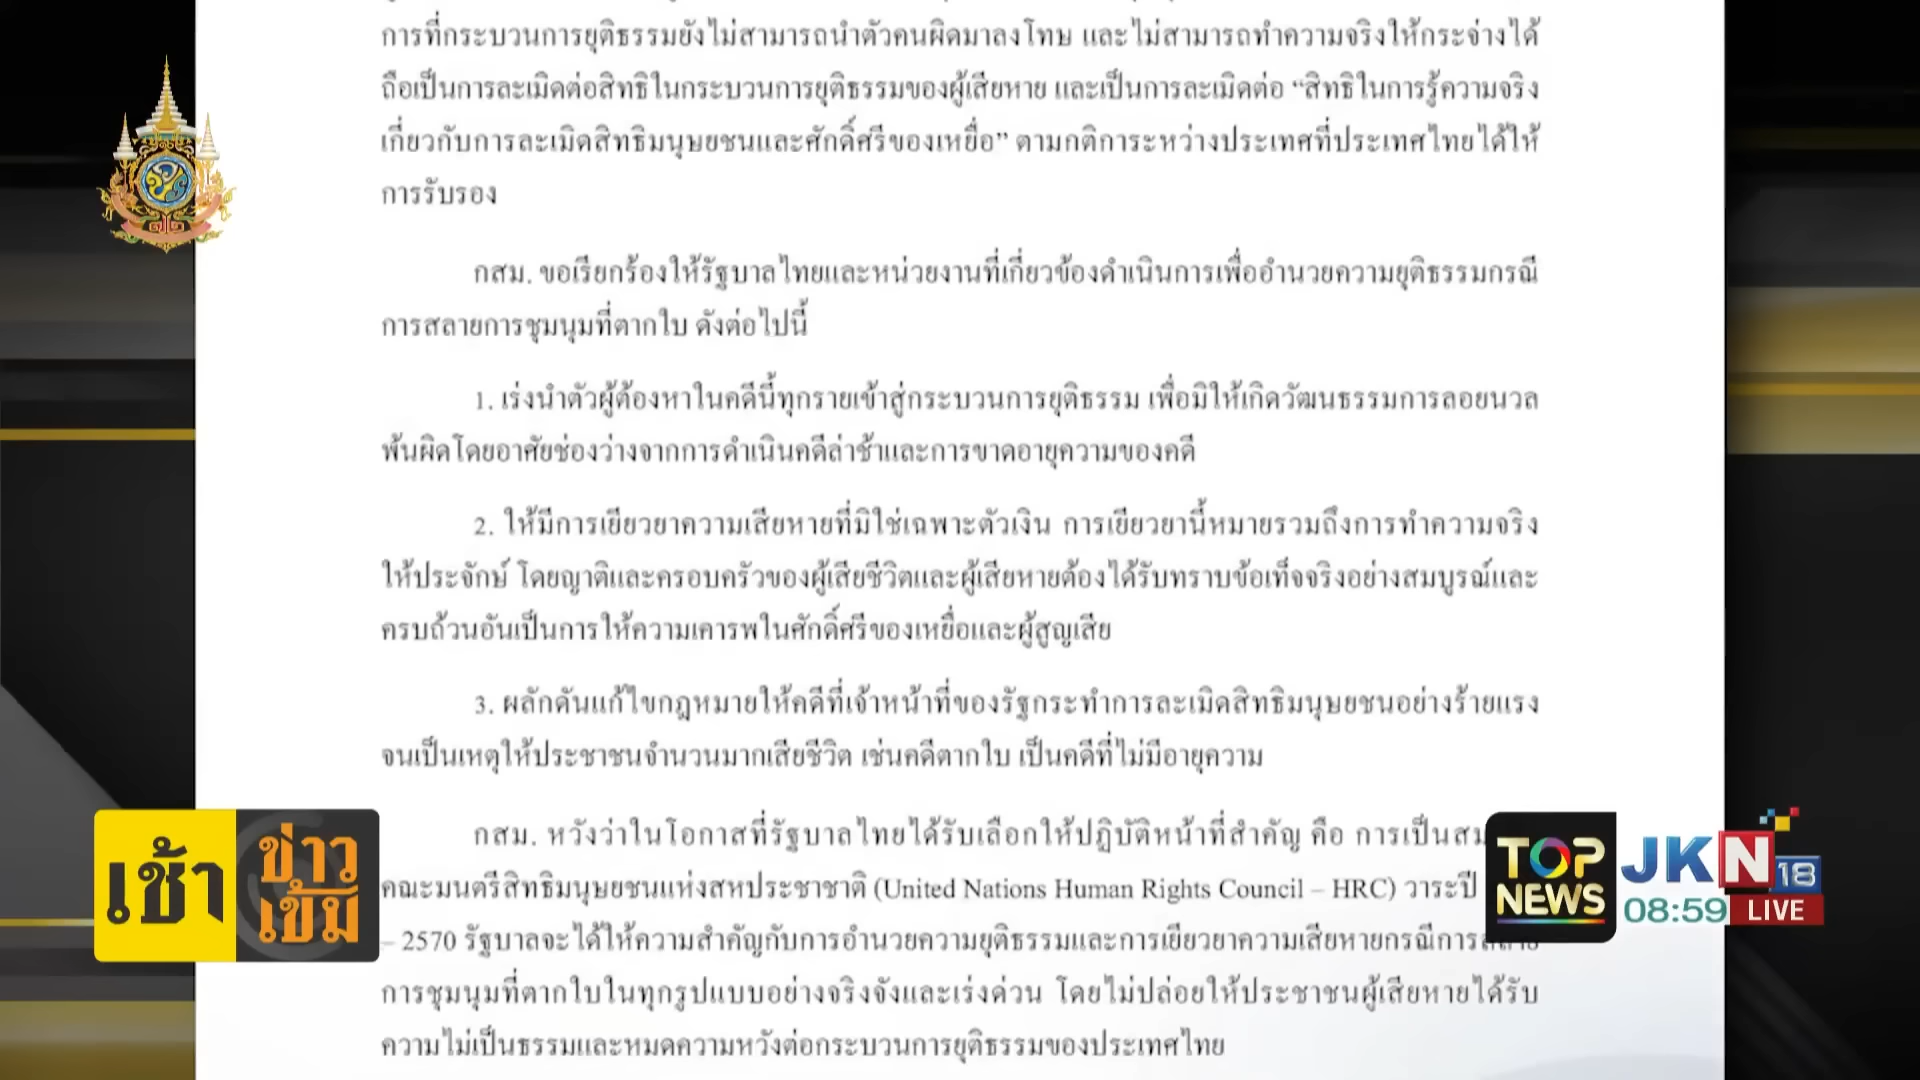 การที่กระบวนการยุติธรรมยังไม่สามารถนำตัวคนผิดมาลงโทษ และไม่สามารถทำความจริงให้กระจ่างได้
ถือเป็นการละเมิดต่อสิทธิในกระบวนการยุติธรรมของผู้เสียหาย และเป็นการละเมิดต่อ “สิทธิในการรู้ความจริง
เกี่ยวกับการละเมิดสิทธิมนุษยชนและศักดิ์ศรีของเหยื่อ” ตามกติการะหว่างประเทศที่ประเทศไทยได้ให้
การรับรอง
กสม. ขอเรียกร้องให้รัฐบาลไทยและหน่วยงานที่เกี่ยวข้องดำเนินการเพื่ออำนวยความยุติธรรมกรณี
การสลายการชุมนุมที่ตากใบ ดังต่อไปนี้
1. เร่งนำตัวผู้ต้องหาในคดีนี้ทุกรายเข้าสู่กระบวนการยุติธรรม เพื่อมิให้เกิดวัฒนธรรมการลอยนวล
พ้นผิดโดยอาศัยช่องว่างจากการดำเนินคดีล่าช้าและการขาดอายุความของคดี
2. ให้มีการเยียวยาความเสียหายที่มิใช่เฉพาะตัวเงิน การเยียวยานี้หมายรวมถึงการทำความจริง
ให้ประจักษ์ โดยญาติและครอบครัวของผู้เสียชีวิตและผู้เสียหายต้องได้รับทราบข้อเท็จจริงอย่างสมบูรณ์และ
ครบถ้วนอันเป็นการให้ความเคารพในศักดิ์ศรีของเหยื่อและผู้สูญเสีย
3. ผลักดันแก้ไขกฎหมายให้คดีที่เจ้าหน้าที่ของรัฐกระทำการละเมิดสิทธิมนุษยชนอย่างร้ายแรง
จนเป็นเหตุให้ประชาชนจำนวนมากเสียชีวิต เช่นคดีตากใบ เป็นคดีที่ไม่มีอายุความ
กสม. หวังว่าในโอกาสที่รัฐบาลไทยได้รับเลือกให้ปฏิบัติหน้าที่สำคัญ คือ การเป็นสม
คณะมนตรีสิทธิมนุษยชนแห่งสหประชาชาติ (United Nations Human Rights Council – HRC) วาระปี
– 2570 รัฐบาลจะได้ให้ความสำคัญกับการอำนวยความยุติธรรมและการเยียวยาความเสียหายกรณีการสลาย
การชุมนุมที่ตากใบในทุกรูปแบบอย่างจริงจังและเร่งด่วน โดยไม่ปล่อยให้ประชาชนผู้เสียหายได้รับ
ความไม่เป็นธรรมและหมดความหวังต่อกระบวนการยุติธรรมของประเทศไทย
เช้า ข่าว
เข้ม
TOP
NEWS
JKN 18
08:59 LIVE